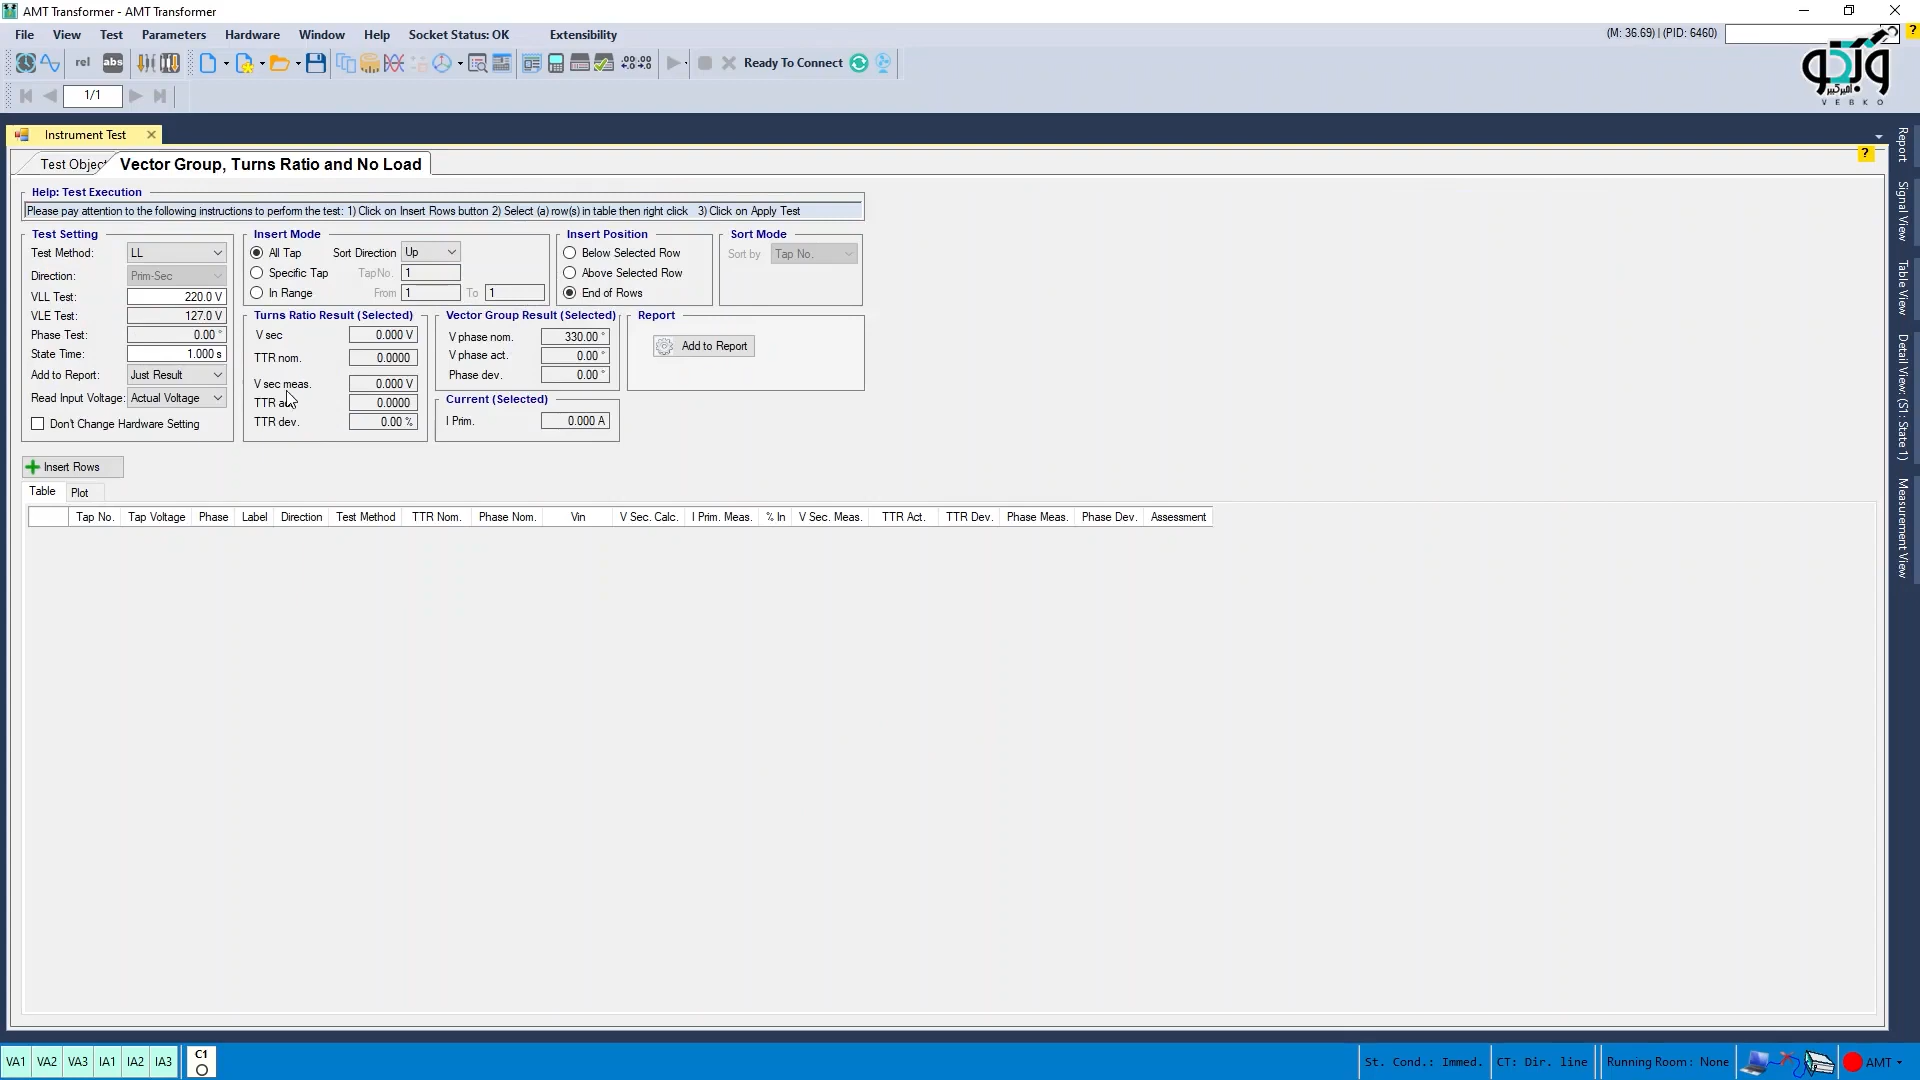 AMT Transformer - AMT Transformer
File View Test Parameters Hardware Window Help Socket Status: OK Extensibility
(M: 36.69) | (PID: 6460)
rel abs Ready To Connect
وبکو
امیرکبیر
VEBKO
1/1
Instrument Test
Test Object Vector Group, Turns Ratio and No Load
Help: Test Execution
Please pay attention to the following instructions to perform the test: 1) Click on Insert Rows button 2) Select (a) row(s) in table then right click 3) Click on Apply Test
Test Setting
Test Method: LL
Direction: Prim-Sec
VLL Test: 220.0 V
VLE Test: 127.0 V
Phase Test: 0.00 °
State Time: 1.000 s
Add to Report: Just Result
Read Input Voltage: Actual Voltage
Don't Change Hardware Setting
Insert Mode
All Tap Sort Direction Up
Specific Tap Tap No. 1
In Range From 1 To 1
Insert Position
Below Selected Row
Above Selected Row
End of Rows
Sort Mode
Sort by Tap No.
Turns Ratio Result (Selected)
V sec 0.000 V
TTR nom. 0.0000
V sec meas. 0.000 V
TTR 0.0000
TTR dev. 0.00 %
Vector Group Result (Selected)
V phase nom. 330.00 °
V phase act. 0.00 °
Phase dev. 0.00 °
Current (Selected)
I Prim. 0.000 A
Report
Add to Report
Insert Rows
Table Plot
Tap No. Tap Voltage Phase Label Direction Test Method TTR Nom. Phase Nom. Vin V Sec. Calc. I Prim. Meas. % In V Sec. Meas. TTR Act. TTR Dev. Phase Meas. Phase Dev. Assessment
Report
Signal View
Table View
Detail View: (S1 : State 1)
Measurement View
VA1 VA2 VA3 IA1 IA2 IA3 C1
St. Cond.: Immed. CT: Dir. line Running Room: None AMT